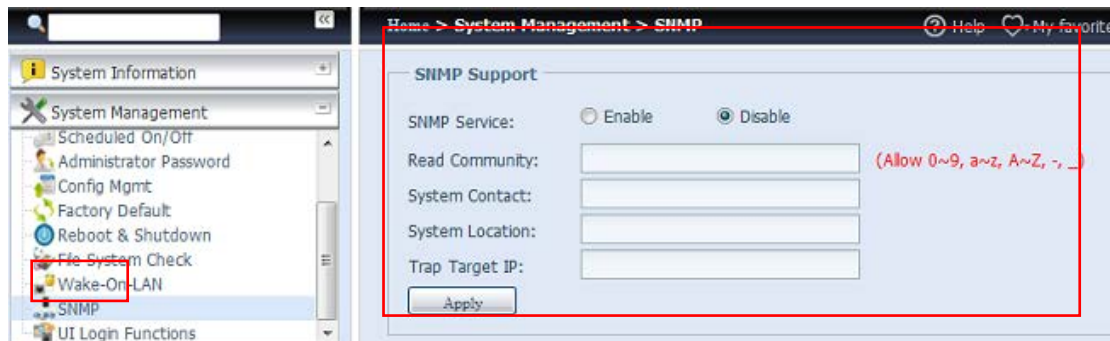 Home > System Management > SNMP
Help
My favorite
System Information
System Management
Scheduled On/Off
Administrator Password
Config Mgmt
Factory Default
Reboot & Shutdown
File System Check
Wake-On-LAN
SNMP
UI Login Functions
SNMP Support
SNMP Service: Enable Disable
Read Community: (Allow 0~9, a~z, A~Z, -, _)
System Contact:
System Location:
Trap Target IP:
Apply